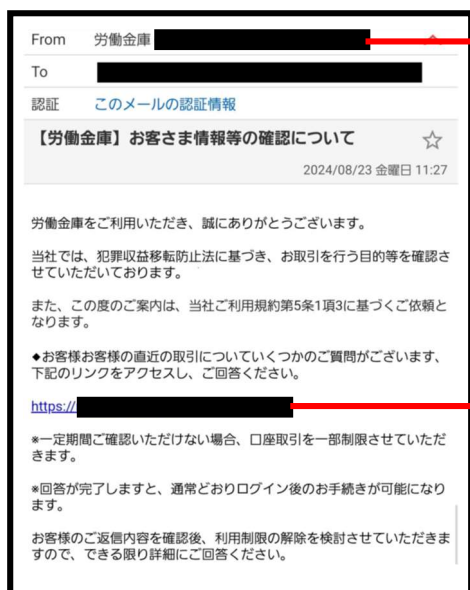 From 労働金庫
To
認証 このメールの認証情報
【労働金庫】お客さま情報等の確認について ☆
2024/08/23 金曜日 11:27
労働金庫をご利用いただき、誠にありがとうございます。
当社では、犯罪収益移転防止法に基づき、お取引を行う目的等を確認さ
せていただいております。
また、この度のご案内は、当社ご利用規約第5条1項3に基づくご依頼と
なります。
◆お客様お客様の直近の取引についていくつかのご質問がございます、
下記のリンクをアクセスし、ご回答ください。
https://
※一定期間ご確認いただけない場合、口座取引を一部制限させていただ
きます。
※回答が完了しますと、通常どおりログイン後のお手続きが可能になり
ます。
お客様のご返信内容を確認後、利用制限の解除を検討させていただきま
すので、できる限り詳細にご回答ください。